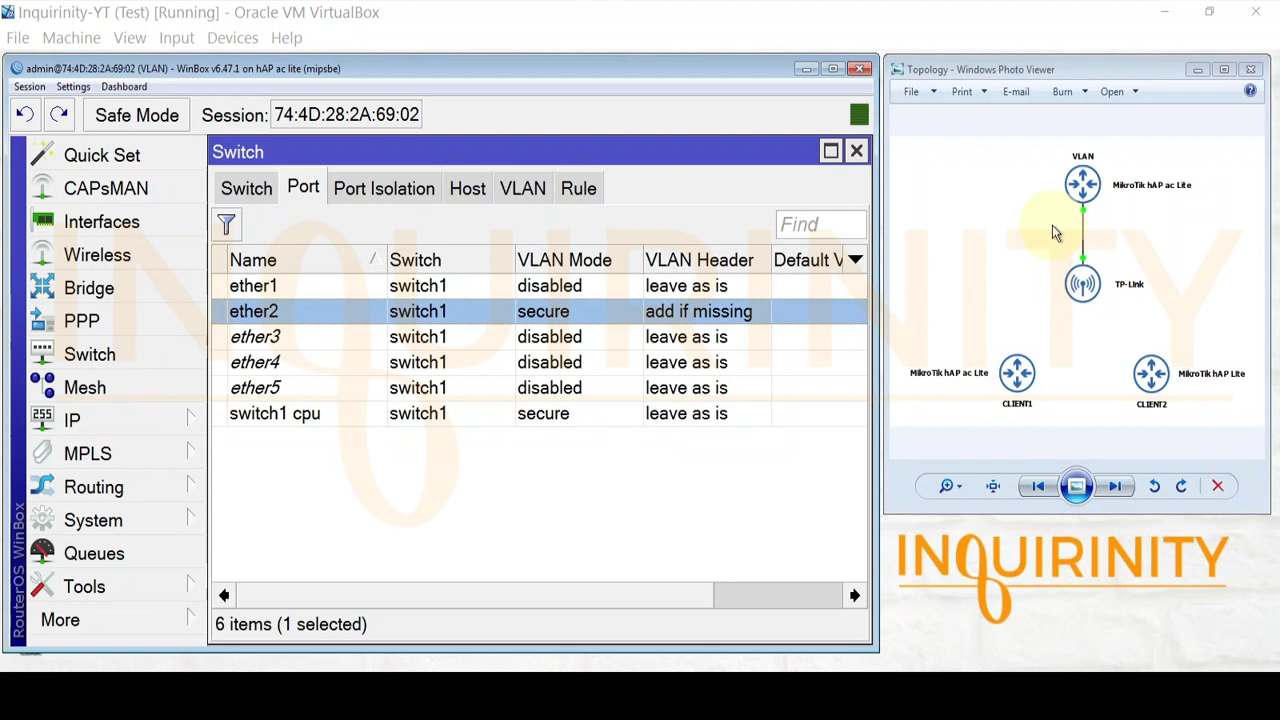 Inquirinity-YT (Test) [Running] - Oracle VM VirtualBox
File Machine View Input Devices Help
admin@74:4D:28:2A:69:02 (VLAN) - WinBox v6.47.1 on hAP ac lite (mipsbe)
Session Settings Dashboard
Safe Mode Session: 74:4D:28:2A:69:02
Quick Set
CAPsMAN
Interfaces
Wireless
Bridge
PPP
Switch
Mesh
255 IP
MPLS
Routing
System
Queues
Tools
More
RouterOS WinBox
Switch
Switch Port Port Isolation Host VLAN Rule
Find
Name Switch VLAN Mode VLAN Header Default V
ether1 switch1 disabled leave as is
ether2 switch1 secure add if missing
ether3 switch1 disabled leave as is
ether4 switch1 disabled leave as is
ether5 switch1 disabled leave as is
switch1 cpu switch1 secure leave as is
6 items (1 selected)
Topology - Windows Photo Viewer
File Print E-mail Burn Open
VLAN
MikroTik hAP ac Lite
TP-Link
MikroTik hAP ac Lite
CLIENT1
MikroTik hAP Lite
CLIENT2
INQUIRINITY
INQUIRINITY